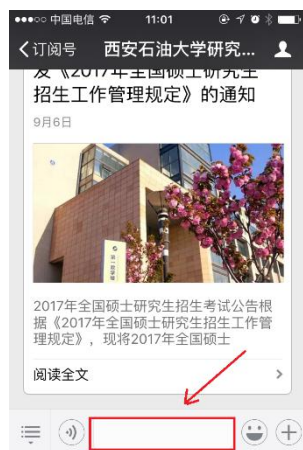 中国电信 11:01
订阅号 西安石油大学研究...
发《2017年全国硕士研究生
招生工作管理规定》的通知
9月6日
2017年全国硕士研究生招生考试公告根
据《2017年全国硕士研究生招生工作管
理规定》，现将2017年全国硕士
阅读全文